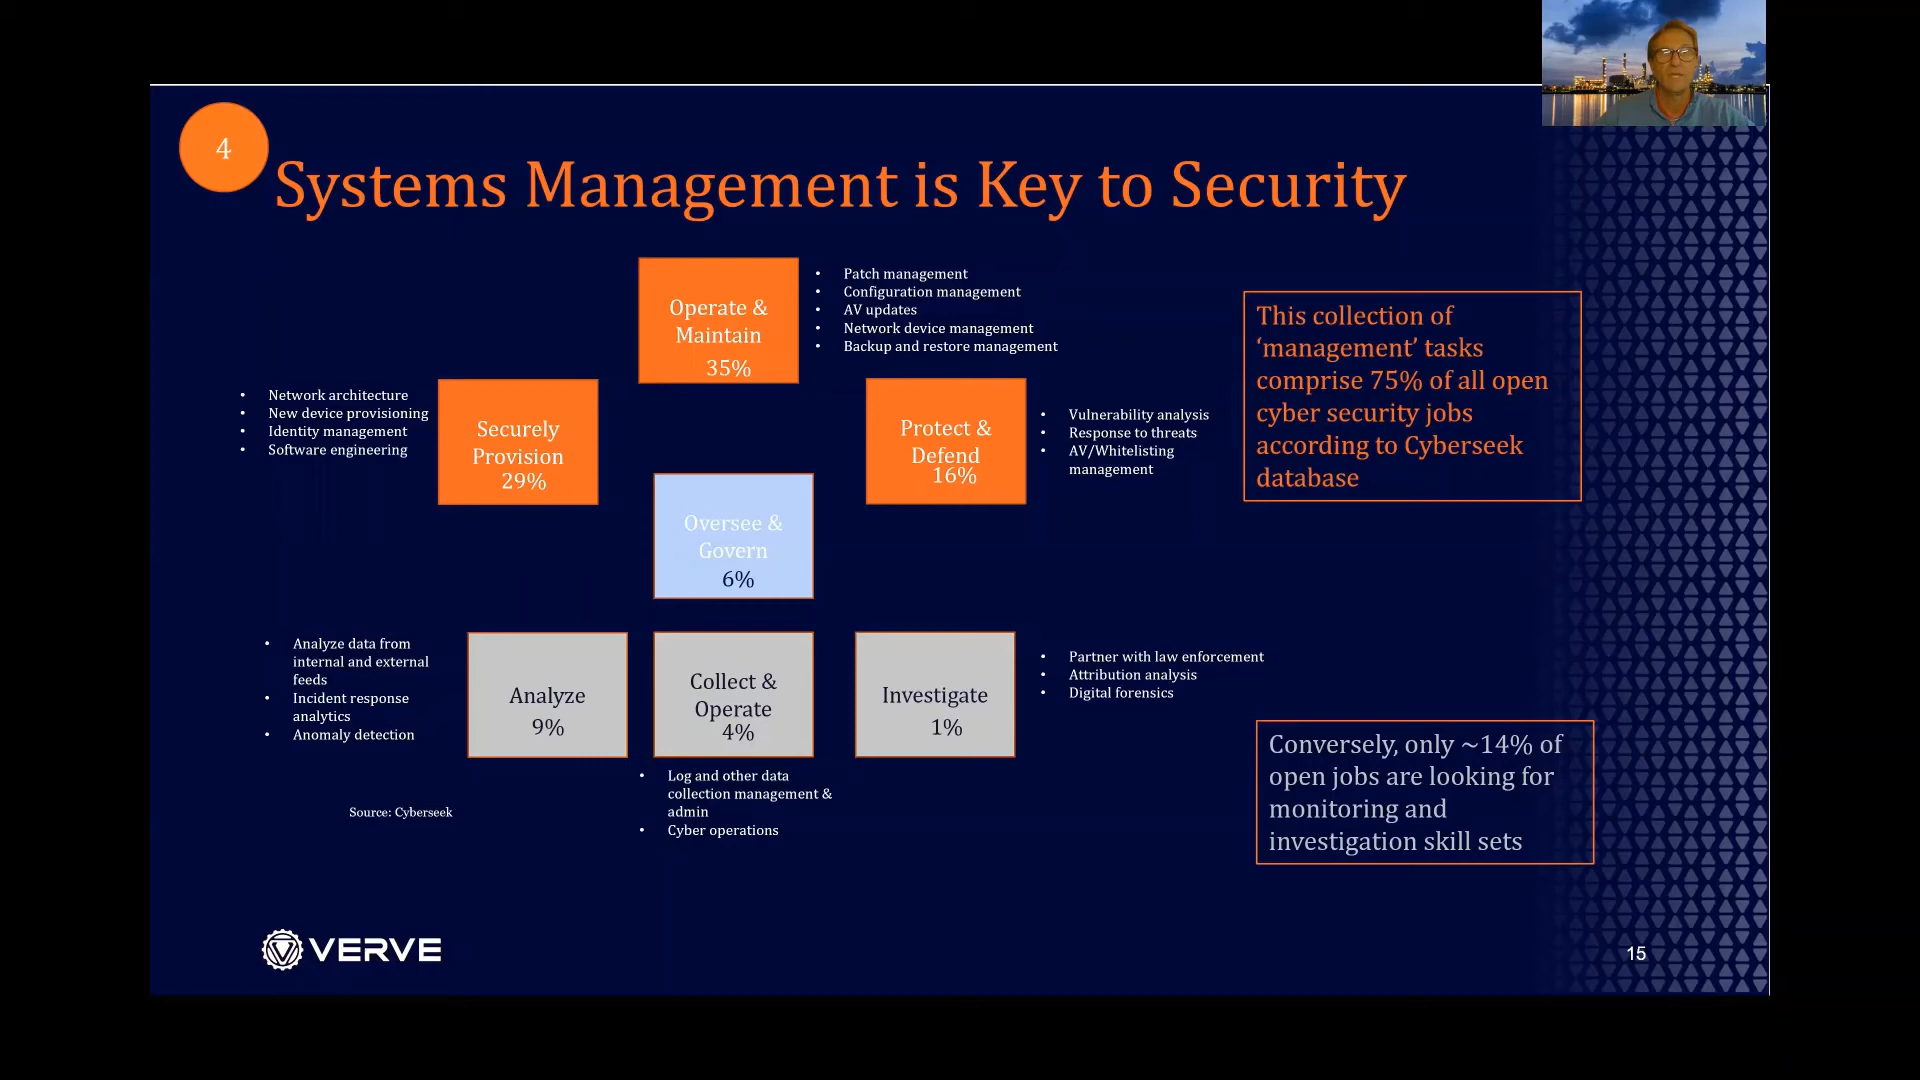 4
Systems Management is Key to Security
Operate &
Maintain
35%
• Patch management
• Configuration management
• AV updates
• Network device management
• Backup and restore management
This collection of
‘management’ tasks
comprise 75% of all open
cyber security jobs
according to Cyberseek
database
• Network architecture
• New device provisioning
• Identity management
• Software engineering
Securely
Provision
29%
Protect &
Defend
16%
• Vulnerability analysis
• Response to threats
• AV/Whitelisting
management
Oversee &
Govern
6%
• Analyze data from
internal and external
feeds
• Incident response
analytics
• Anomaly detection
Analyze
9%
Collect &
Operate
4%
Investigate
1%
• Partner with law enforcement
• Attribution analysis
• Digital forensics
• Log and other data
collection management &
admin
• Cyber operations
Conversely, only ~14% of
open jobs are looking for
monitoring and
investigation skill sets
Source: Cyberseek
VERVE
15